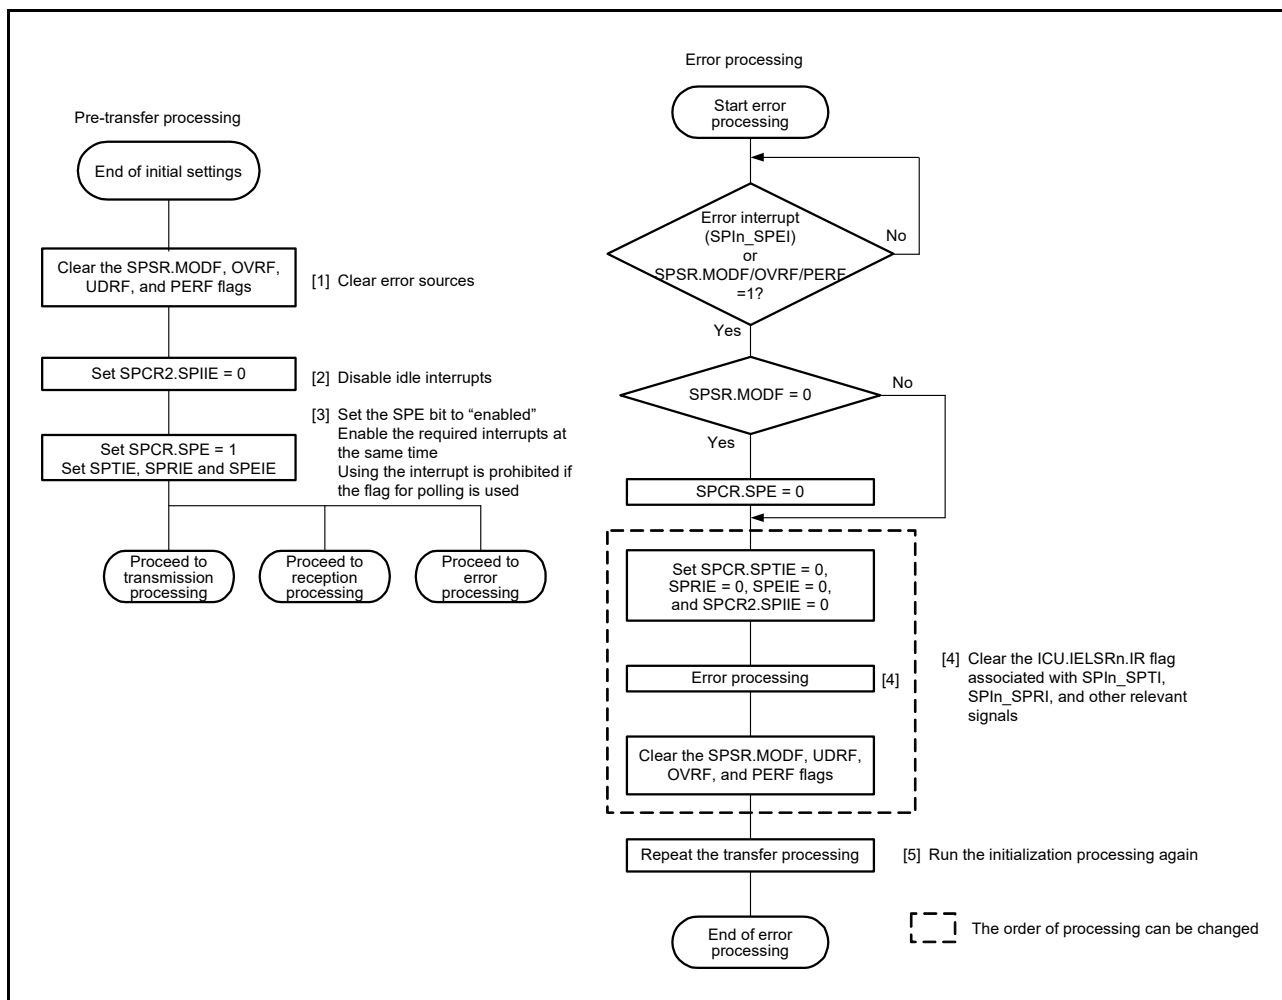 Pre-transfer processing
End of initial settings
Clear the SPSR.MODF, OVRF,
UDRF, and PERF flags
[1] Clear error sources
Set SPCR2.SPIIE = 0
[2] Disable idle interrupts
Set SPCR.SPE = 1
Set SPTIE, SPRIE and SPEIE
[3] Set the SPE bit to “enabled”
Enable the required interrupts at
the same time
Using the interrupt is prohibited if
the flag for polling is used
Proceed to
transmission
processing
Proceed to
reception
processing
Proceed to
error
processing
Error processing
Start error
processing
Error interrupt
(SPIn_SPEI)
or
SPSR.MODF/OVRF/PERF
=1?
No
Yes
SPSR.MODF = 0
No
Yes
SPCR.SPE = 0
Set SPCR.SPTIE = 0,
SPRIE = 0, SPEIE = 0,
and SPCR2.SPIIE = 0
Error processing
[4]
[4] Clear the ICU.IELSRn.IR flag
associated with SPIn_SPTI,
SPIn_SPRI, and other relevant
signals
Clear the SPSR.MODF, UDRF,
OVRF, and PERF flags
Repeat the transfer processing
[5] Run the initialization processing again
End of error
processing
The order of processing can be changed